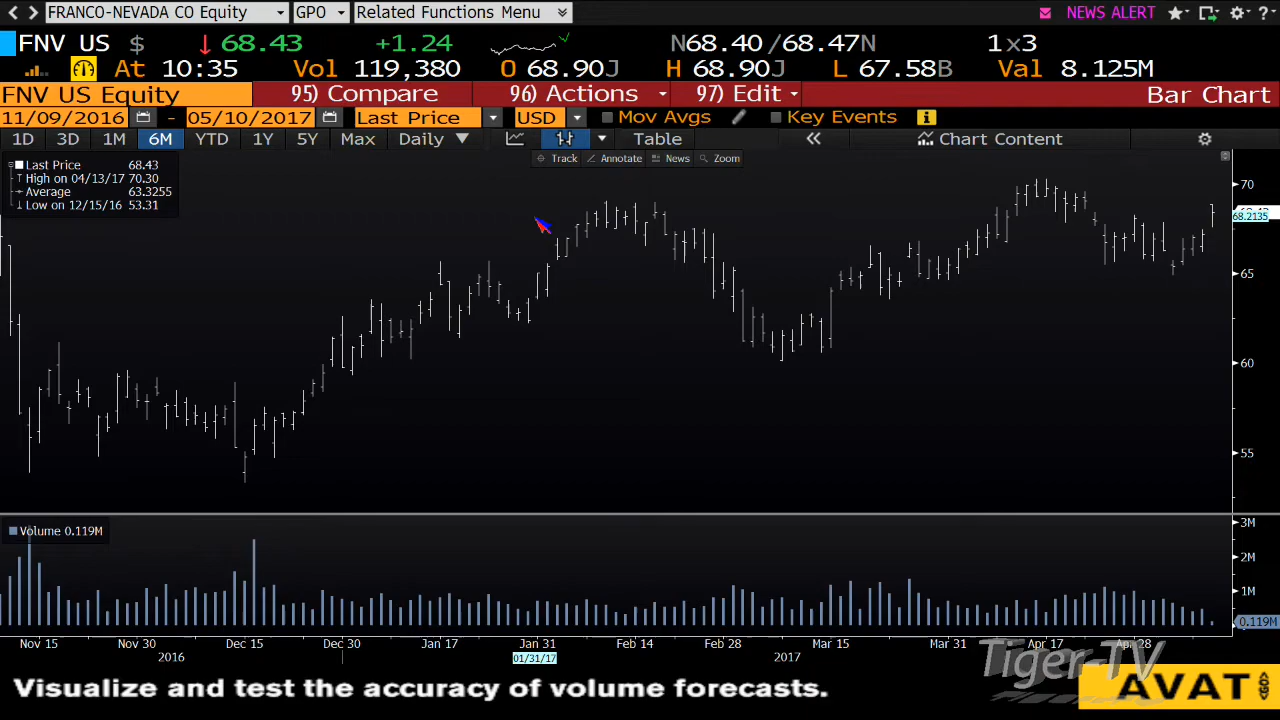 FRANCO-NEVADA CO Equity GPO Related Functions Menu NEWS ALERT ?
FNV US $ ↓ 68.43 +1.24 N68.40 /68.47N 1x3
At 10:35 Vol 119,380 O 68.90J H 68.90J L 67.58B Val 8.125M
FNV US Equity 95) Compare 96) Actions 97) Edit Bar Chart
11/09/2016 - 05/10/2017 Last Price USD Mov Avgs Key Events
1D 3D 1M 6M YTD 1Y 5Y Max Daily Table Chart Content
Track Annotate News Zoom
Last Price 68.43
High on 04/13/17 70.30
Average 63.3255
Low on 12/15/16 53.31
70
68.2135
65
60
55
Volume 0.119M
3M
2M
1M
0.119M
Nov 15 Nov 30 Dec 15 Dec 30 Jan 17 Jan 31 Feb 14 Feb 28 Mar 15 Mar 31 Apr 17 Apr 28
2016 01/31/17 2017
Tiger-TV
Visualize and test the accuracy of volume forecasts.
AVAT <GO>